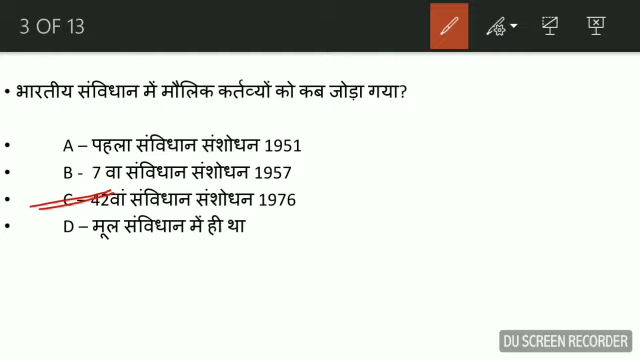 3 OF 13
• भारतीय संविधान में मौलिक कर्तव्यों को कब जोड़ा गया?
• A – पहला संविधान संशोधन 1951
• B - 7 वा संविधान संशोधन 1957
• C – 42वां संविधान संशोधन 1976
• D – मूल संविधान में ही था
DU SCREEN RECORDER